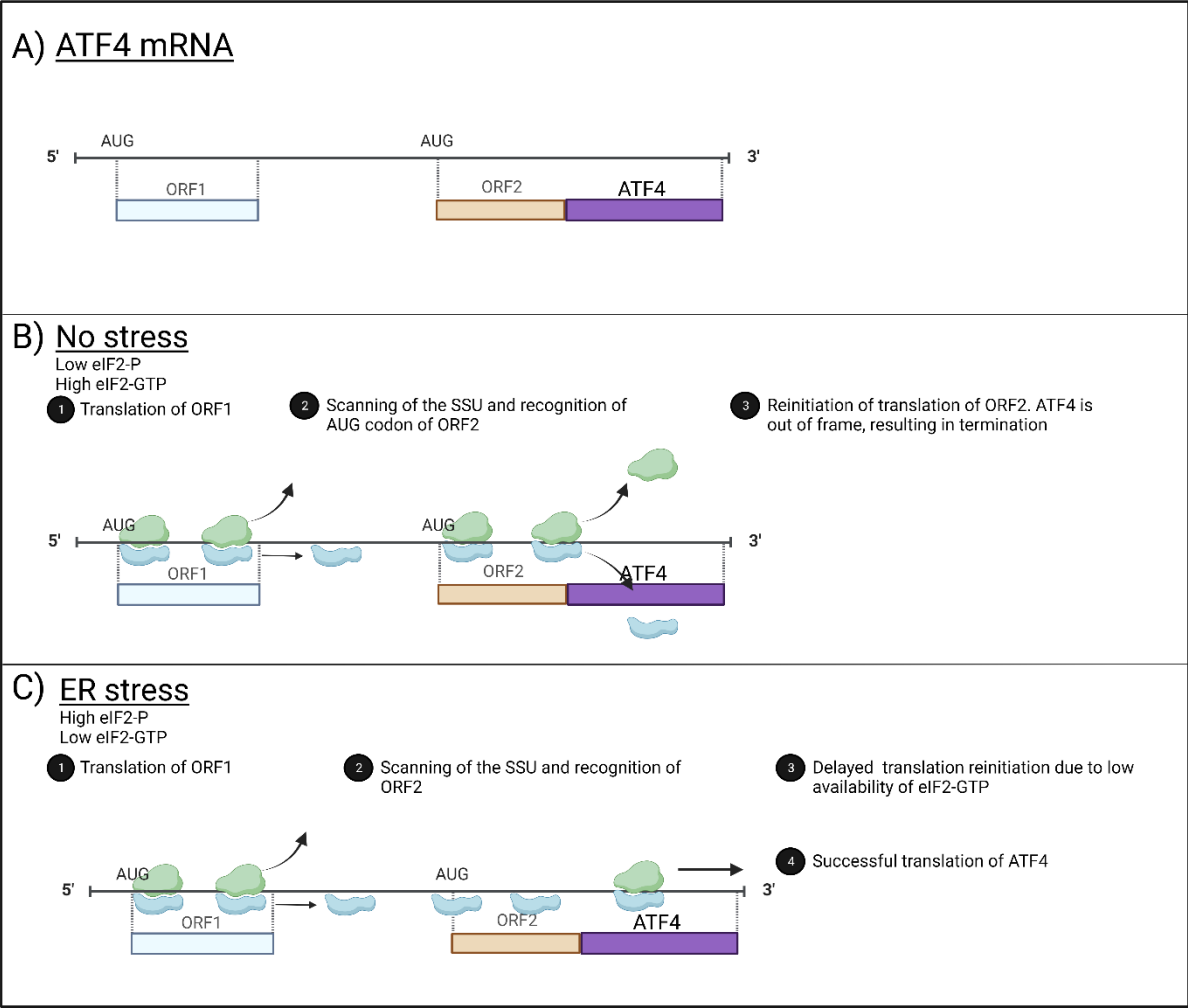 A) ATF4 mRNA
AUG AUG
5' 3'
ORF1 ORF2 ATF4
B) No stress
Low eIF2-P
High eIF2-GTP
1 Translation of ORF1
2 Scanning of the SSU and recognition of
AUG codon of ORF2
3 Reinitiation of translation of ORF2. ATF4 is
out of frame, resulting in termination
AUG AUG
5' 3'
ORF1 ORF2 ATF4
C) ER stress
High eIF2-P
Low eIF2-GTP
1 Translation of ORF1
2 Scanning of the SSU and recognition of
ORF2
3 Delayed translation reinitiation due to low
availability of eIF2-GTP
4 Successful translation of ATF4
AUG AUG
5' 3'
ORF1 ORF2 ATF4